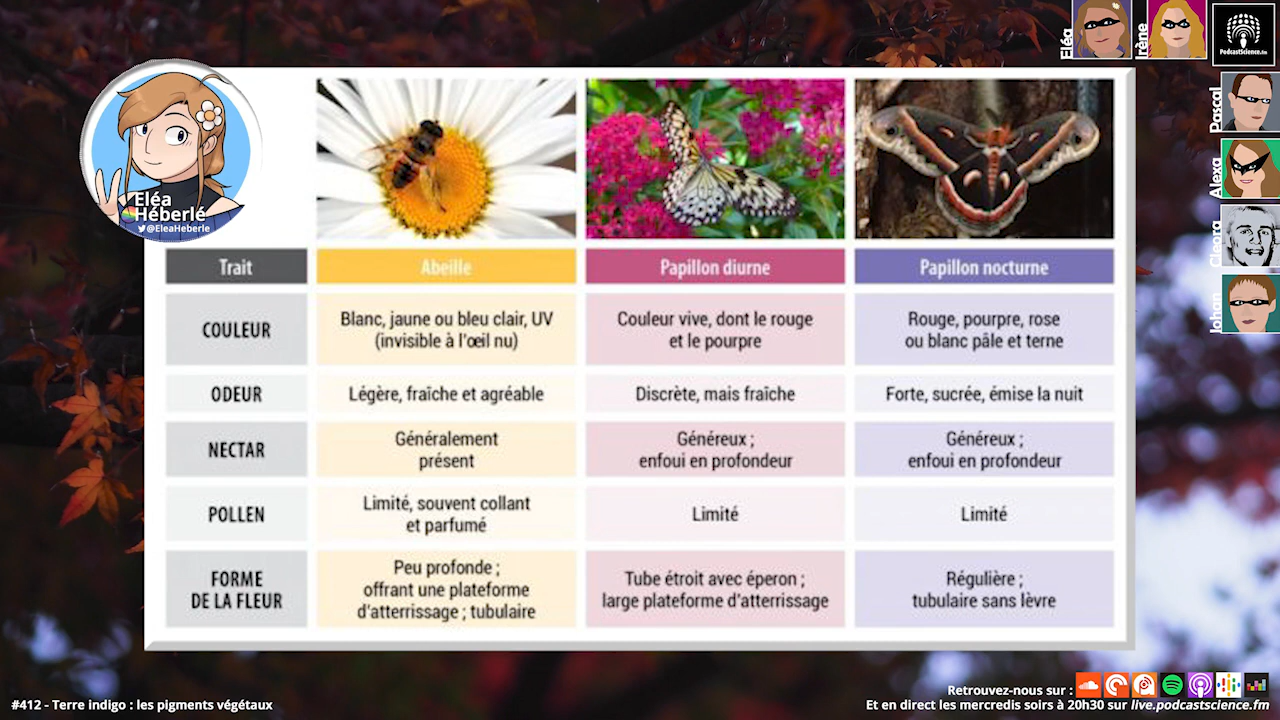 Eléa
Irène
PodcastScience.fm
Pascal
Alexa
Cleora
Johan
Eléa
Héberlé
@EleaHeberle
Trait
Abeille
Papillon diurne
Papillon nocturne
COULEUR
Blanc, jaune ou bleu clair, UV
(invisible à l'œil nu)
Couleur vive, dont le rouge
et le pourpre
Rouge, pourpre, rose
ou blanc pâle et terne
ODEUR
Légère, fraîche et agréable
Discrète, mais fraîche
Forte, sucrée, émise la nuit
NECTAR
Généralement
présent
Généreux ;
enfoui en profondeur
Généreux ;
enfoui en profondeur
POLLEN
Limité, souvent collant
et parfumé
Limité
Limité
FORME
DE LA FLEUR
Peu profonde ;
offrant une plateforme
d'atterrissage ; tubulaire
Tube étroit avec éperon ;
large plateforme d'atterrissage
Régulière ;
tubulaire sans lèvre
Retrouvez-nous sur :
#412 - Terre indigo : les pigments végétaux
Et en direct les mercredis soirs à 20h30 sur live.podcastscience.fm